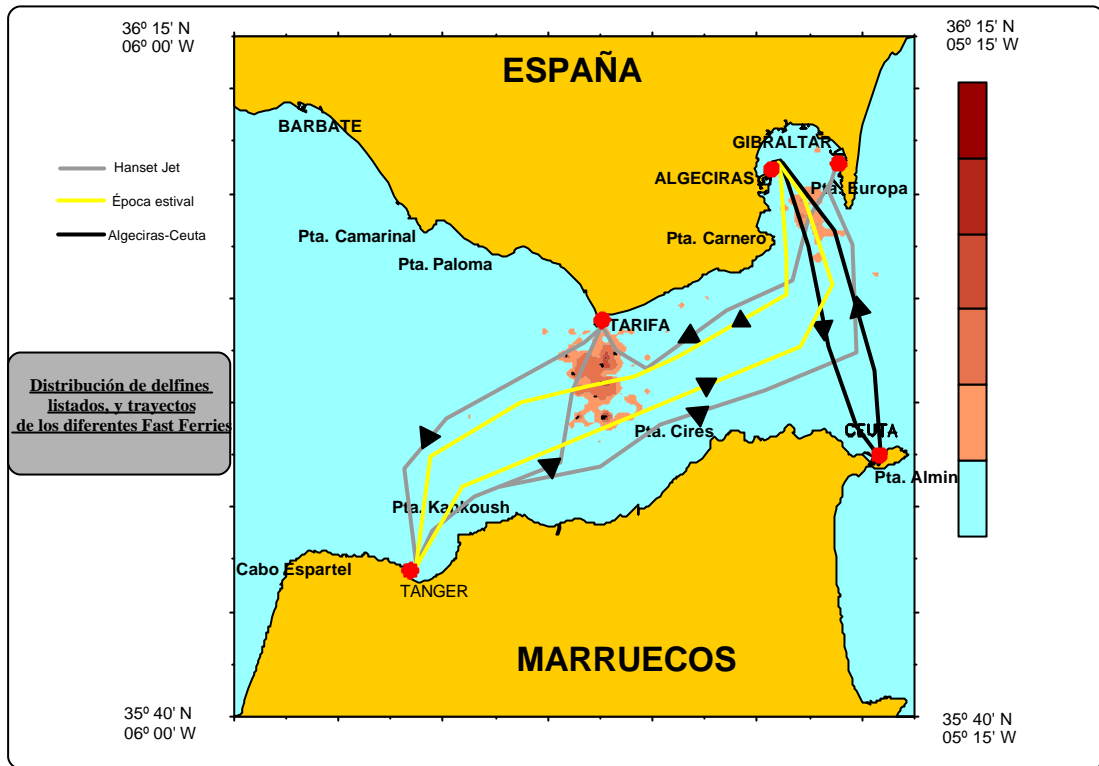 36º 15' N
06º 00' W
36º 15' N
05º 15' W
ESPAÑA
BARBATE
GIBRALTAR
Hanset Jet
ALGECIRAS
Pta. Europa
Época estival
Pta. Camarinal
Pta. Carnero
Algeciras-Ceuta
Pta. Paloma
TARIFA
Distribución de delfines
listados, y trayectos
de los diferentes Fast Ferries
Pta. Cires
CEUTA
Pta. Almin
Pta. Kankoush
Cabo Espartel
TANGER
MARRUECOS
35º 40' N
06º 00' W
35º 40' N
05º 15' W